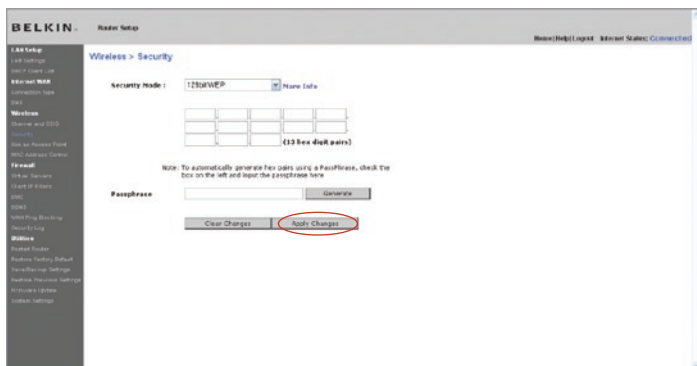 BELKIN. Router Setup
Home|Help|Logout Internet Status: Connected
LAN Setup
LAN Settings
DHCP Client List
Internet WAN
Connection Type
DNS
Wireless
Channel and SSID
Security
Use as Access Point
MAC Address Control
Firewall
Virtual Servers
Client IP Filters
DMZ
DDNS
WAN Ping Blocking
Security Log
Utilities
Restart Router
Restore Factory Default
Save/Backup Settings
Restore Previous Settings
Firmware Update
System Settings
Wireless > Security
Security Mode : 128bitWEP More Info
(13 hex digit pairs)
Note: To automatically generate hex pairs using a PassPhrase, check the
box on the left and input the passphrase here
Passphrase Generate
Clear Changes Apply Changes